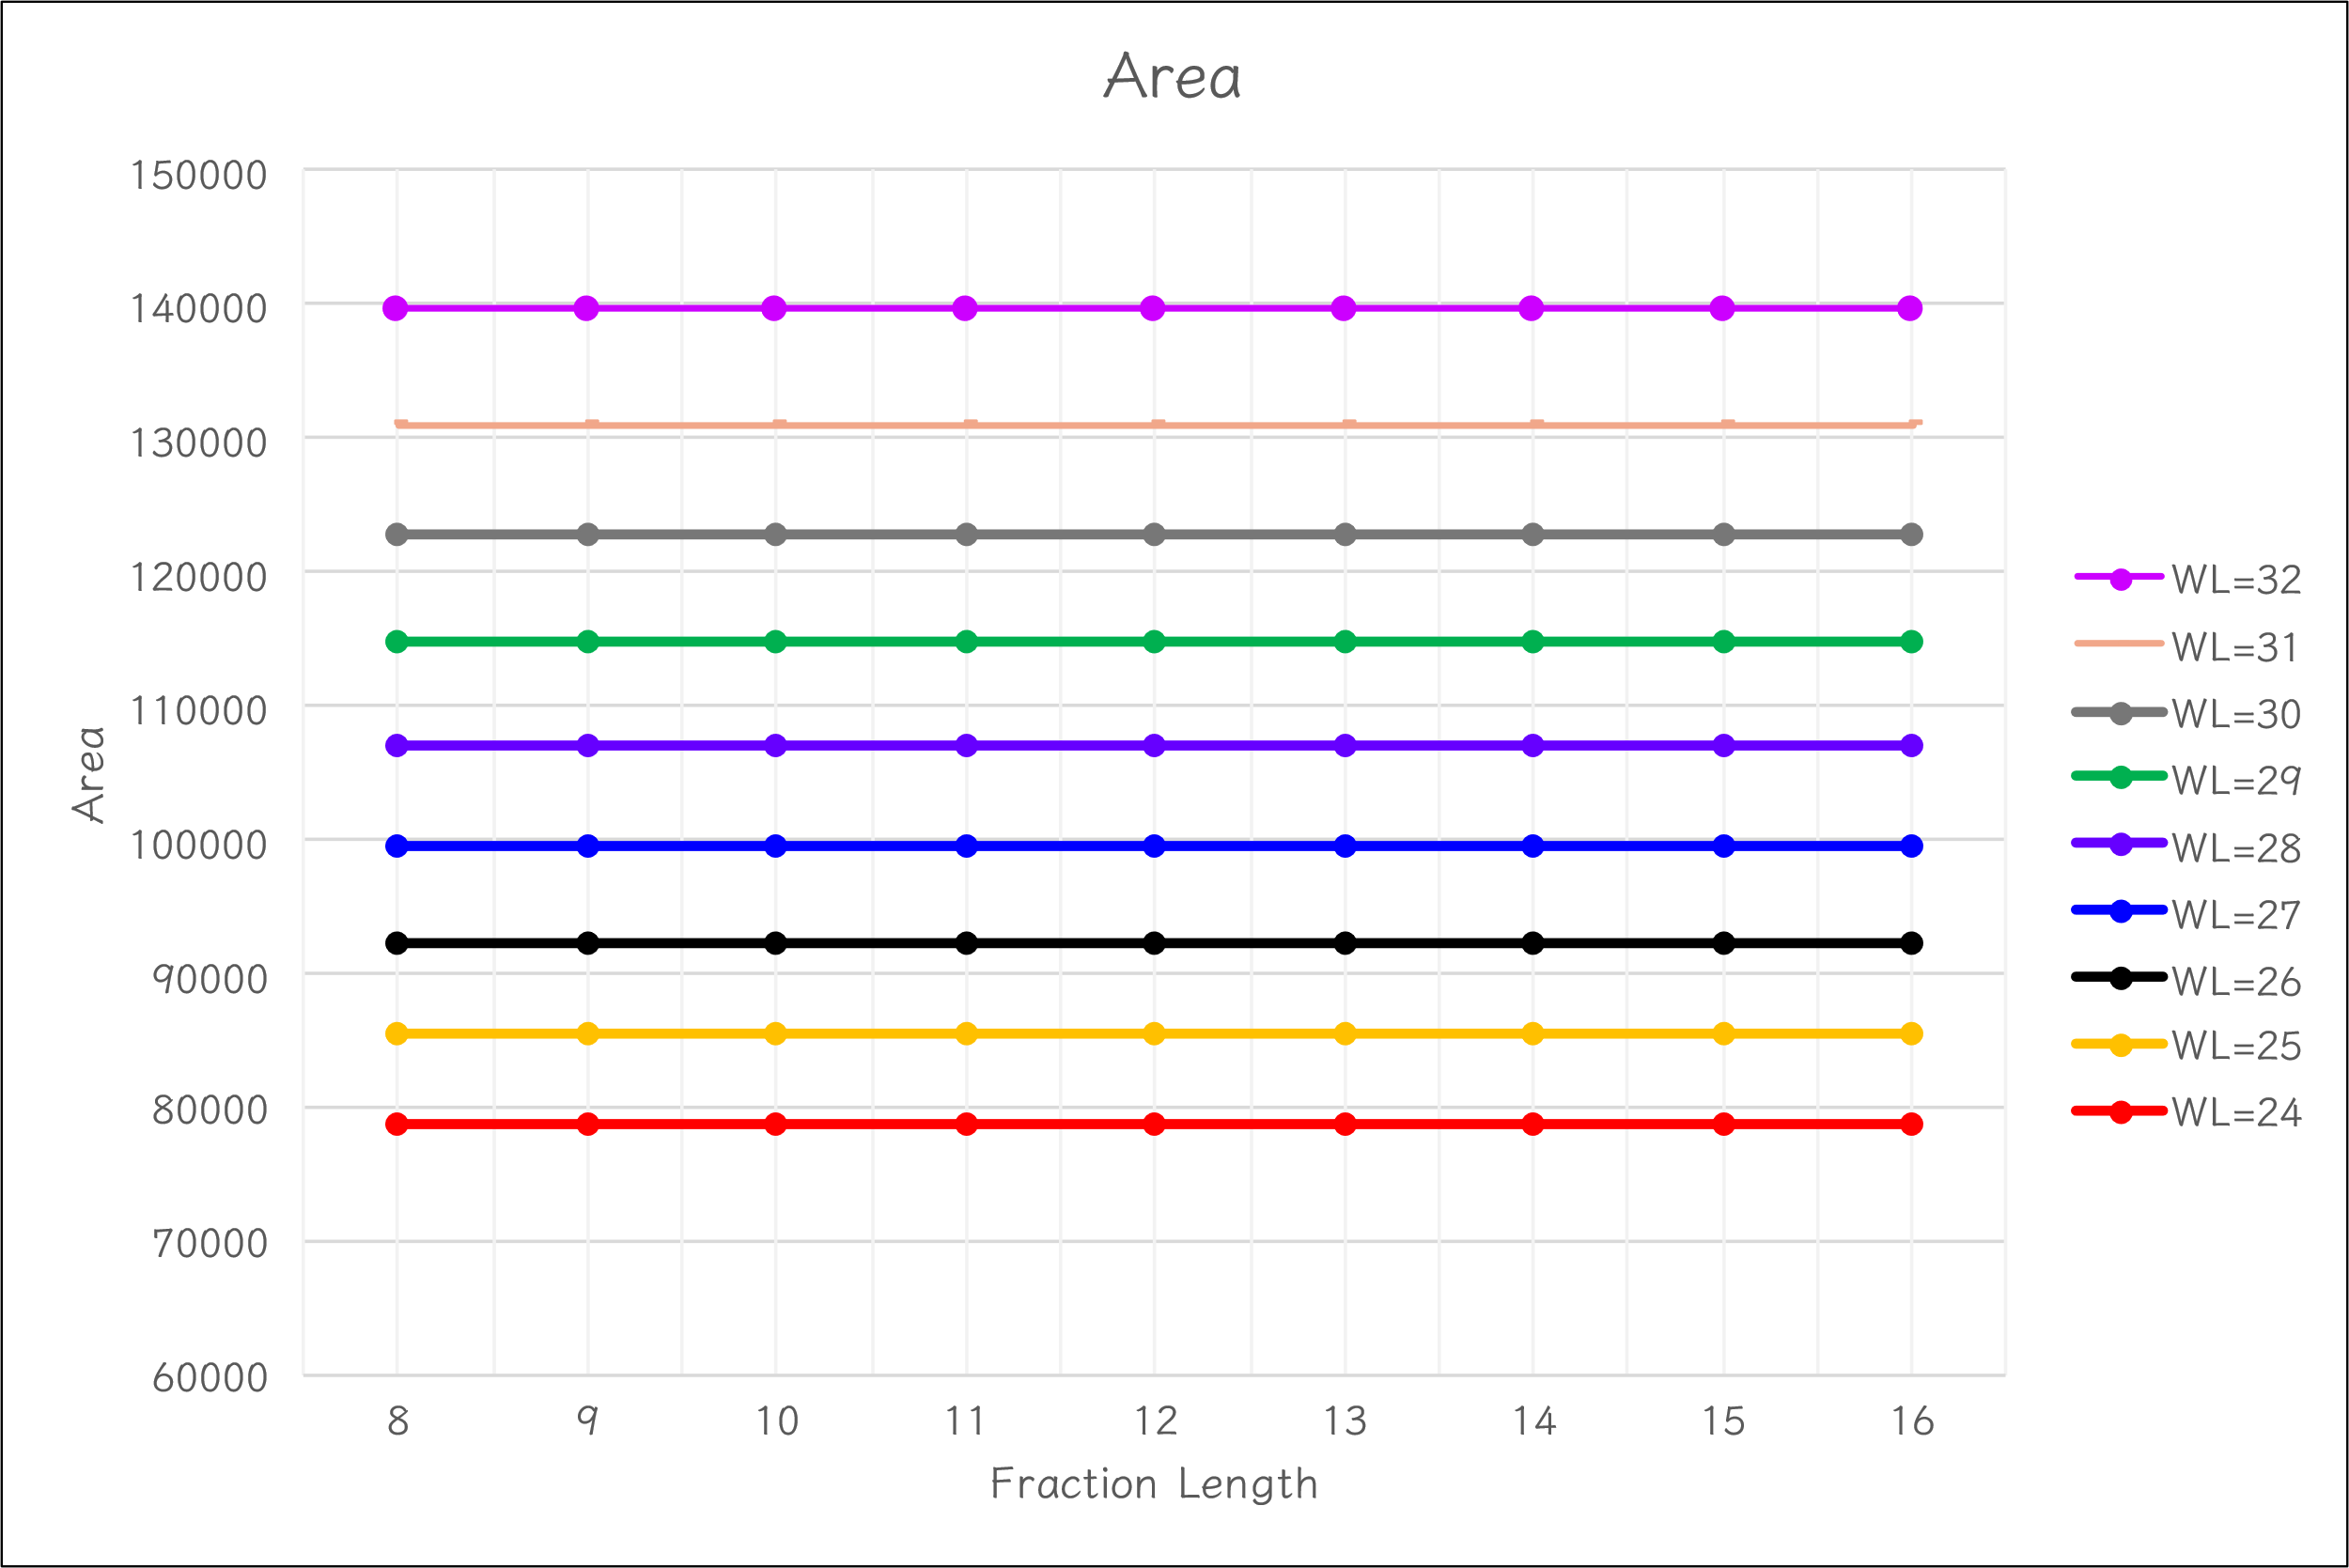 Area
150000
140000
130000
120000
110000
100000
90000
80000
70000
60000
Area
8 9 10 11 12 13 14 15 16
Fraction Length
WL=32
WL=31
WL=30
WL=29
WL=28
WL=27
WL=26
WL=25
WL=24